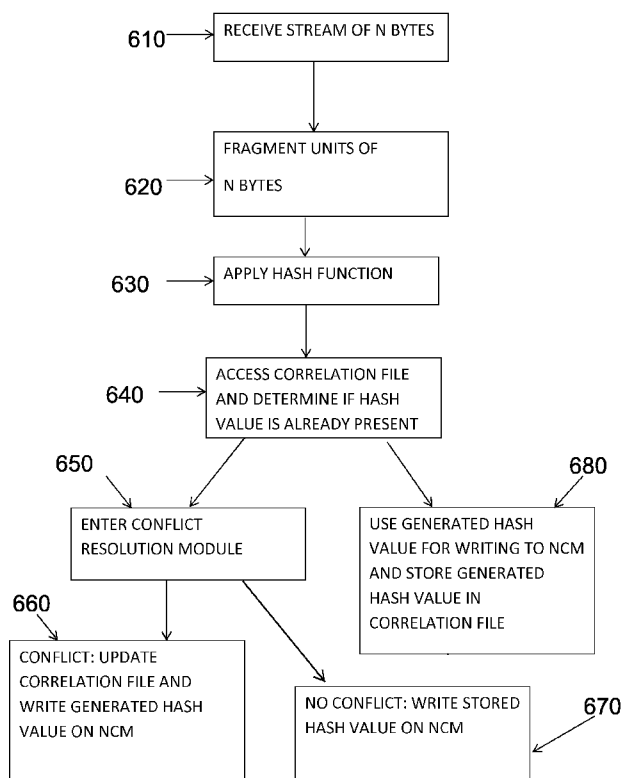 610
RECEIVE STREAM OF N BYTES
620
FRAGMENT UNITS OF
N BYTES
630
APPLY HASH FUNCTION
640
ACCESS CORRELATION FILE
AND DETERMINE IF HASH
VALUE IS ALREADY PRESENT
650
ENTER CONFLICT
RESOLUTION MODULE
680
USE GENERATED HASH
VALUE FOR WRITING TO NCM
AND STORE GENERATED
HASH VALUE IN
CORRELATION FILE
660
CONFLICT: UPDATE
CORRELATION FILE AND
WRITE GENERATED HASH
VALUE ON NCM
NO CONFLICT: WRITE STORED
HASH VALUE ON NCM
670